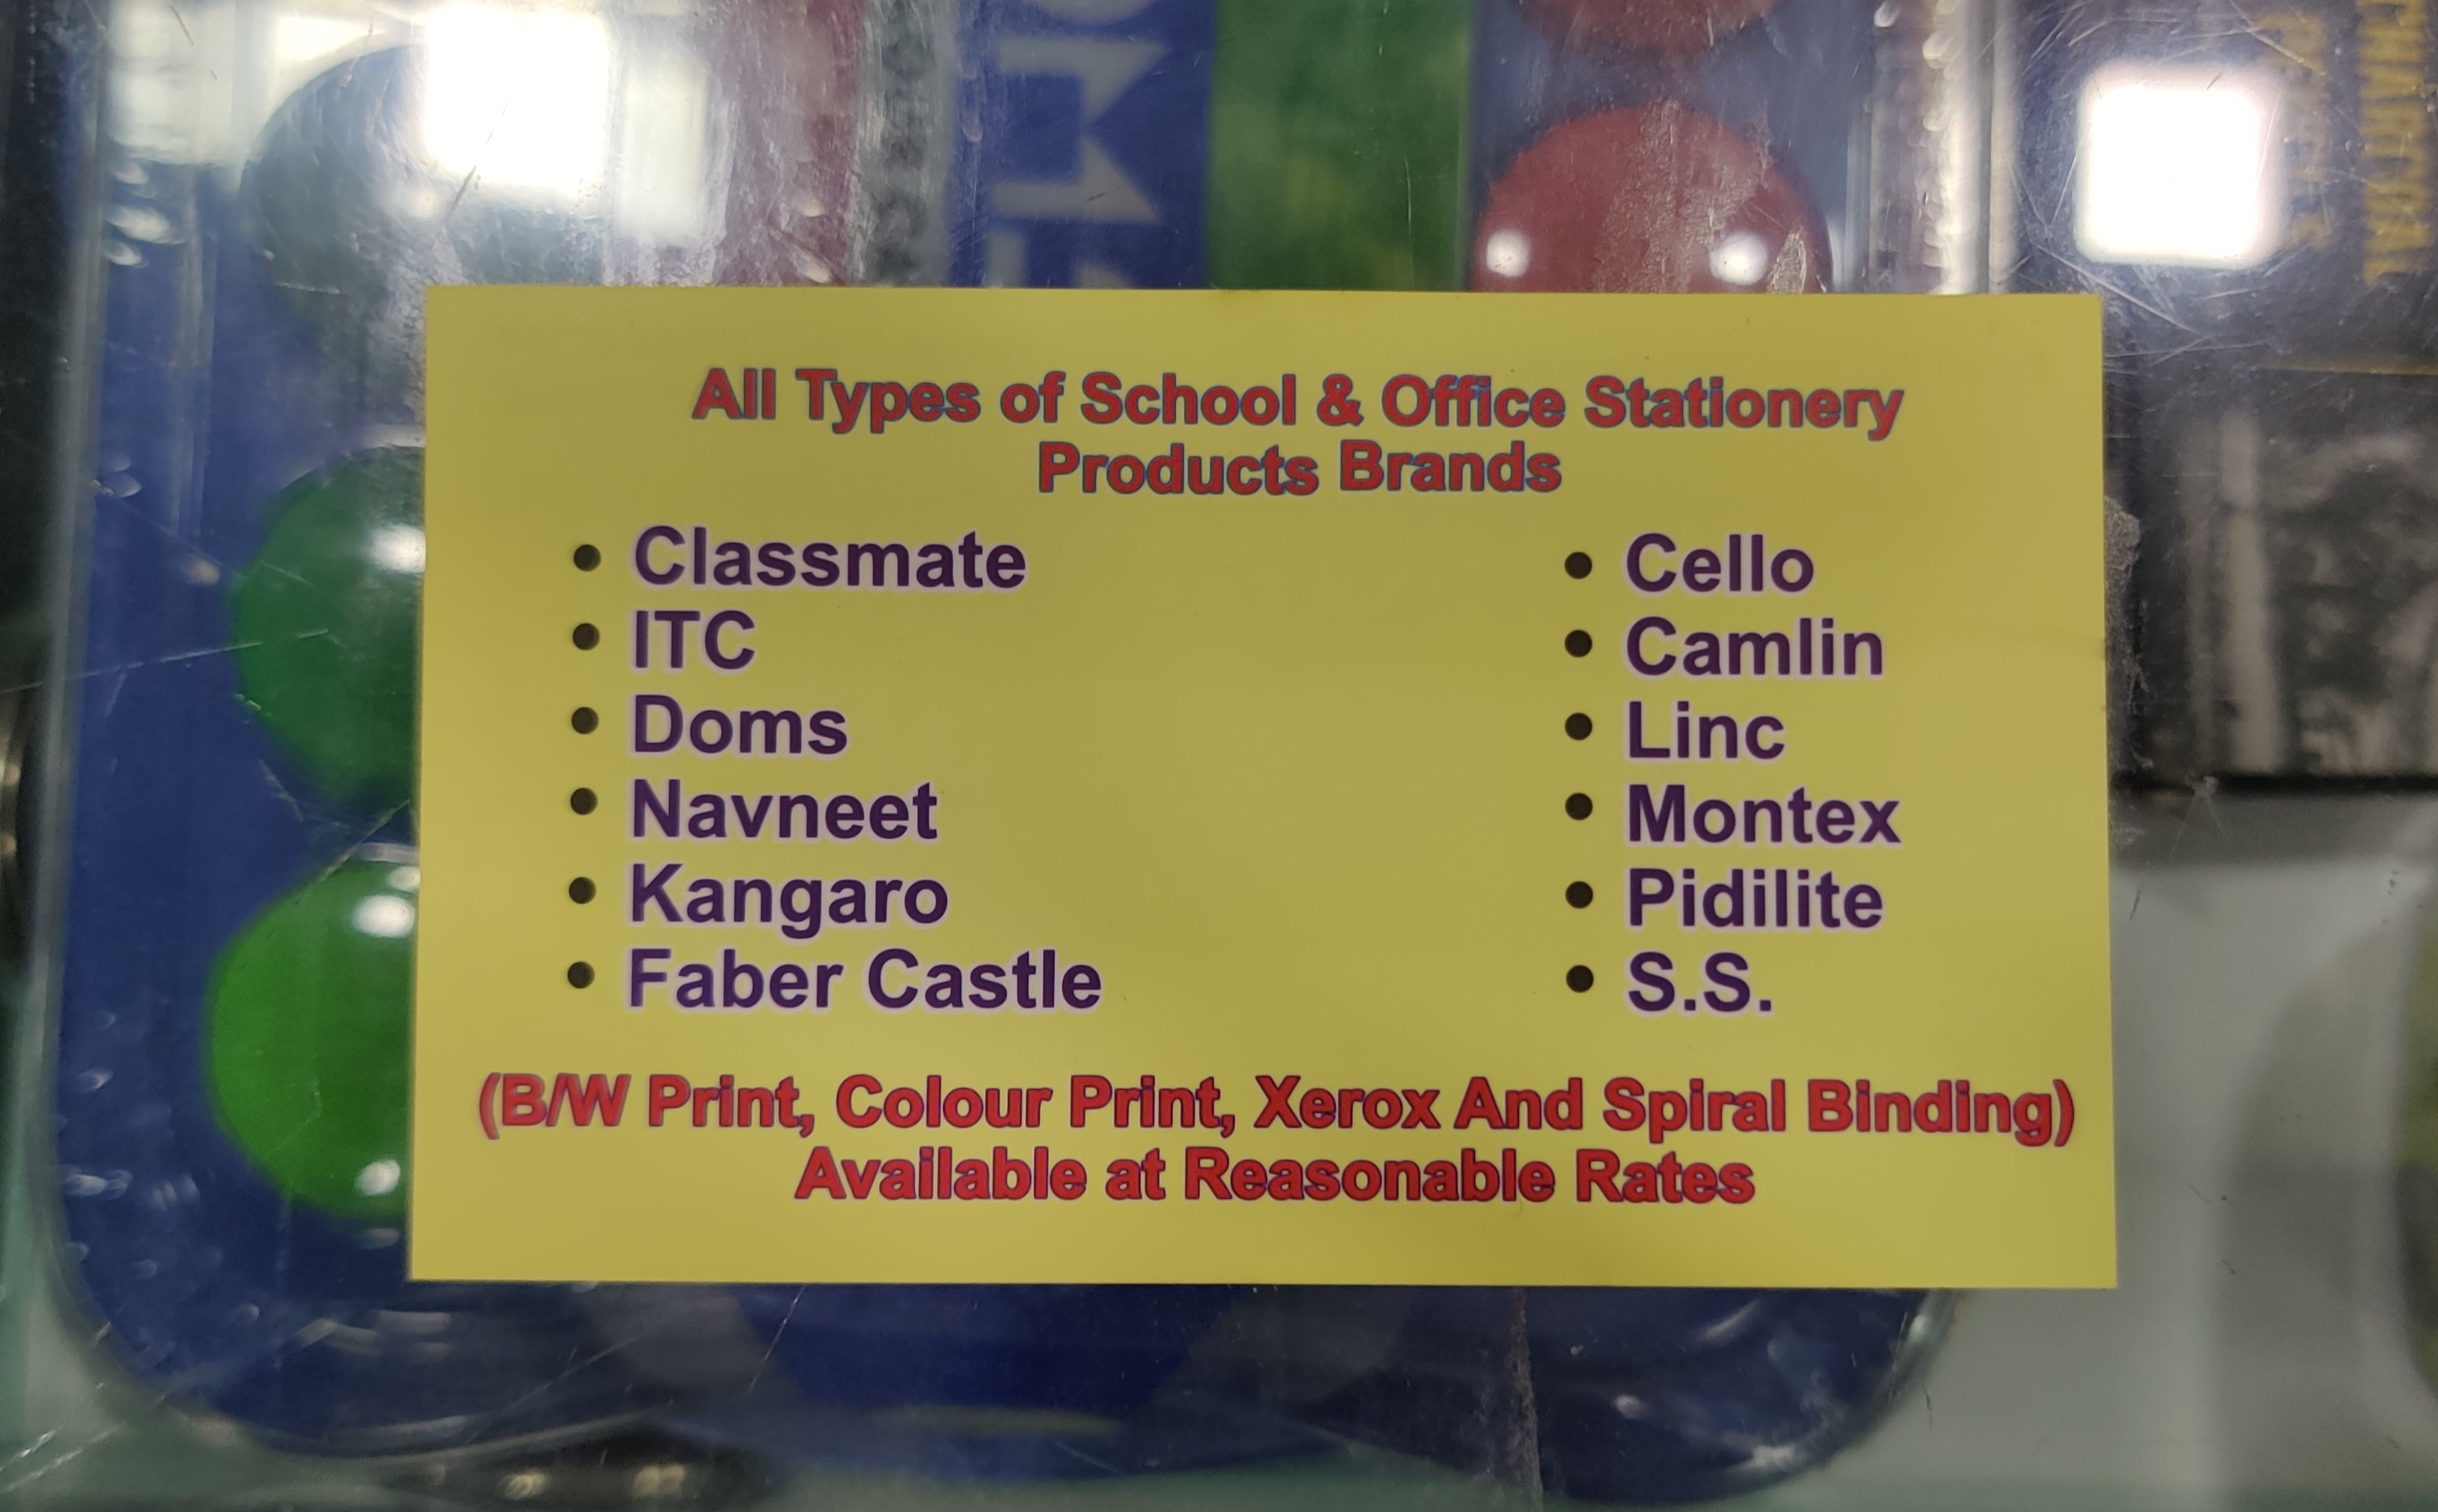 All Types of School & Office Stationery
Products Brands
• Classmate
• ITC
• Doms
• Navneet
• Kangaro
• Faber Castle
• Cello
• Camlin
• Linc
• Montex
• Pidilite
• S.S.
(B/W Print, Colour Print, Xerox And Spiral Binding)
Available at Reasonable Rates